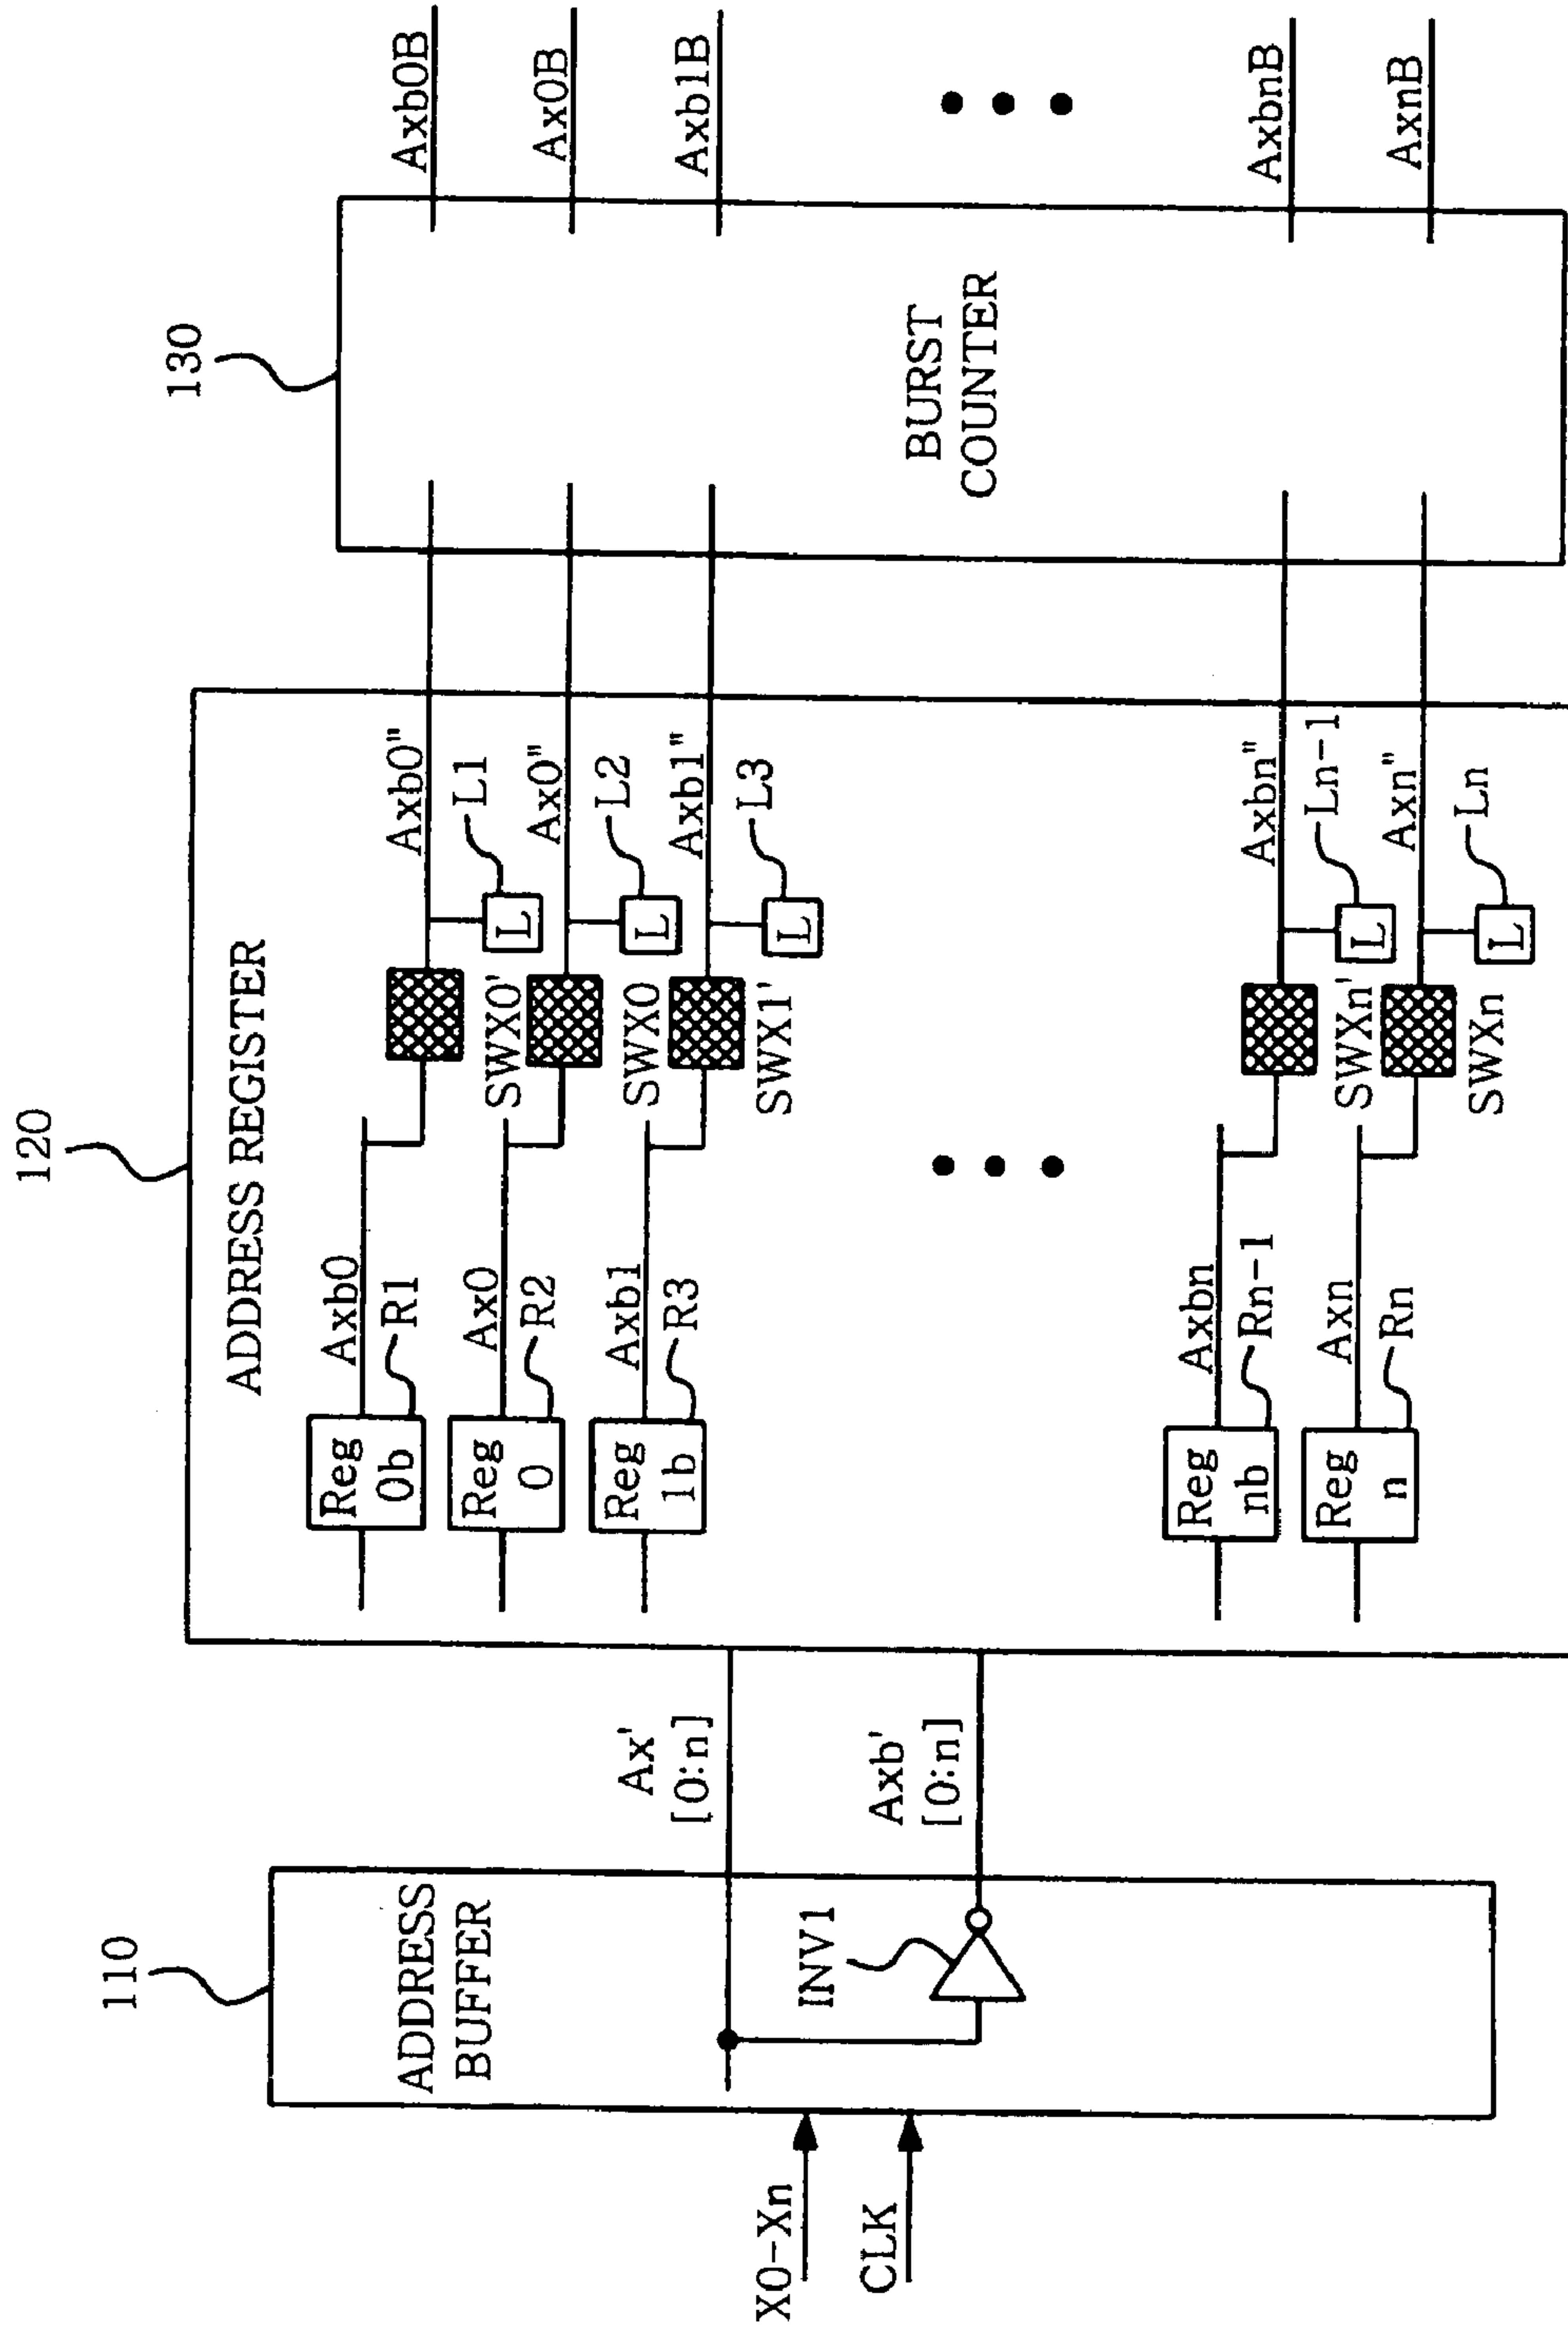 110
ADDRESS
BUFFER
X0-Xn
CLK
INV1
Ax'
[0:n]
Axb'
[0:n]
120
ADDRESS REGISTER
Reg
0b
Axb0
R1
SWX0'
Axb0"
L
L1
Reg
0
Ax0
R2
SWX0
Ax0"
L
L2
Reg
1b
Axb1
R3
SWX1'
Axb1"
L
L3
Reg
nb
Axbn
Rn-1
SWXn'
Axbn"
L
Ln-1
Reg
n
Axn
Rn
SWXn
Axn"
L
Ln
130
BURST
COUNTER
Axb0B
Ax0B
Axb1B
AxbnB
AxnB